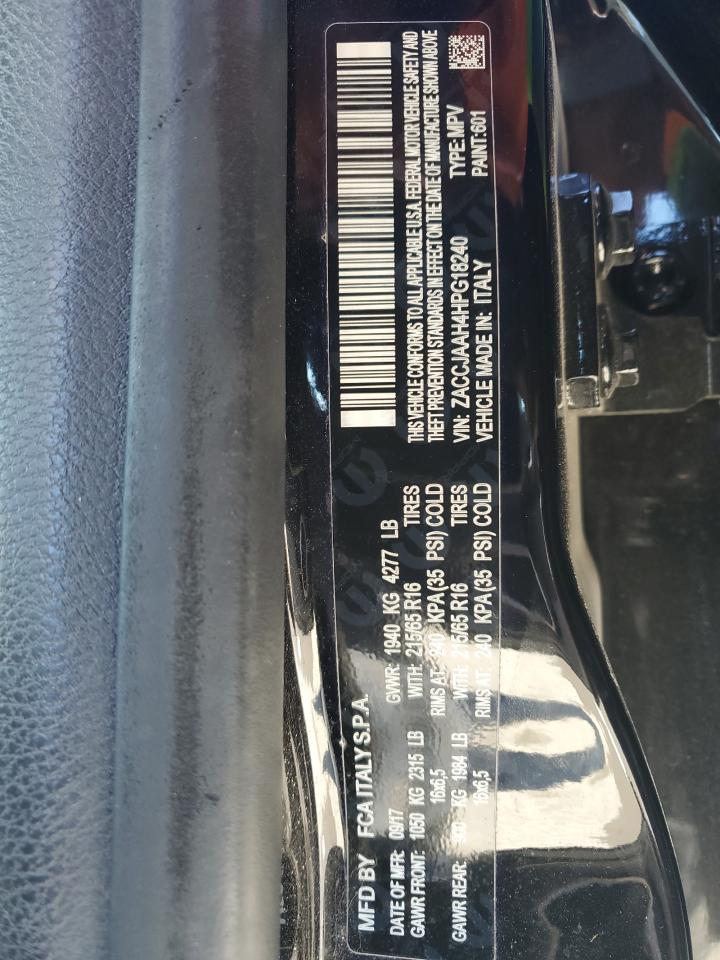 MFD BY FCA ITALY S.P.A.
DATE OF MFR: 09/17 GVWR: 1940 KG 4277 LB
GAWR FRONT: 1050 KG 2315 LB WITH: 215/65 R16 TIRES
16x6,5 RIMS AT: 240 KPA(35 PSI) COLD
GAWR REAR: KG 1984 LB WITH: 215/65 R16 TIRES
16x6,5 RIMS AT: 240 KPA(35 PSI) COLD
THIS VEHICLE CONFORMS TO ALL APPLICABLE U.S.A. FEDERAL MOTOR VEHICLE SAFETY AND
THEFT PREVENTION STANDARDS IN EFFECT ON THE DATE OF MANUFACTURE SHOWN ABOVE
VIN: ZACCJAAH4HPG18240 TYPE:MPV
VEHICLE MADE IN: ITALY PAINT:601